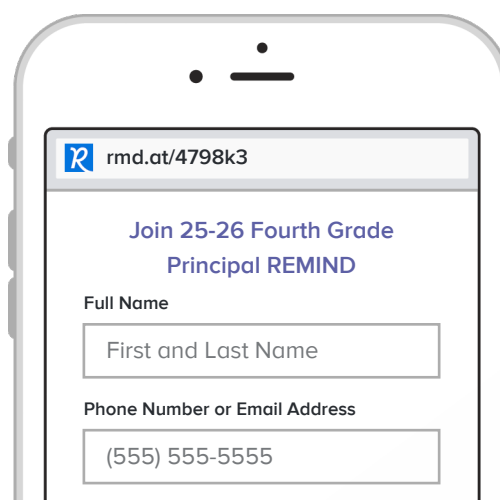 rmd.at/4798k3
Join 25-26 Fourth Grade
Principal REMIND
Full Name
First and Last Name
Phone Number or Email Address
(555) 555-5555